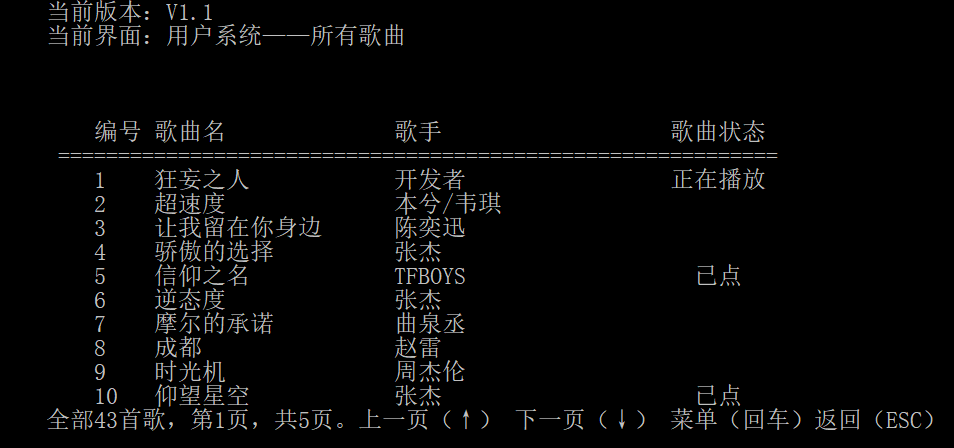 当前版本：V1.1
当前界面：用户系统——所有歌曲
编号 歌曲名 歌手 歌曲状态
============================================================
1 狂妄之人 开发者 正在播放
2 超速度 本兮/韦琪
3 让我留在你身边 陈奕迅
4 骄傲的选择 张杰
5 信仰之名 TFBOYS 已点
6 逆态度 张杰
7 摩尔的承诺 曲泉丞
8 成都 赵雷
9 时光机 周杰伦
10 仰望星空 张杰 已点
全部43首歌，第1页，共5页。上一页（↑） 下一页（↓） 菜单（回车）返回（ESC）